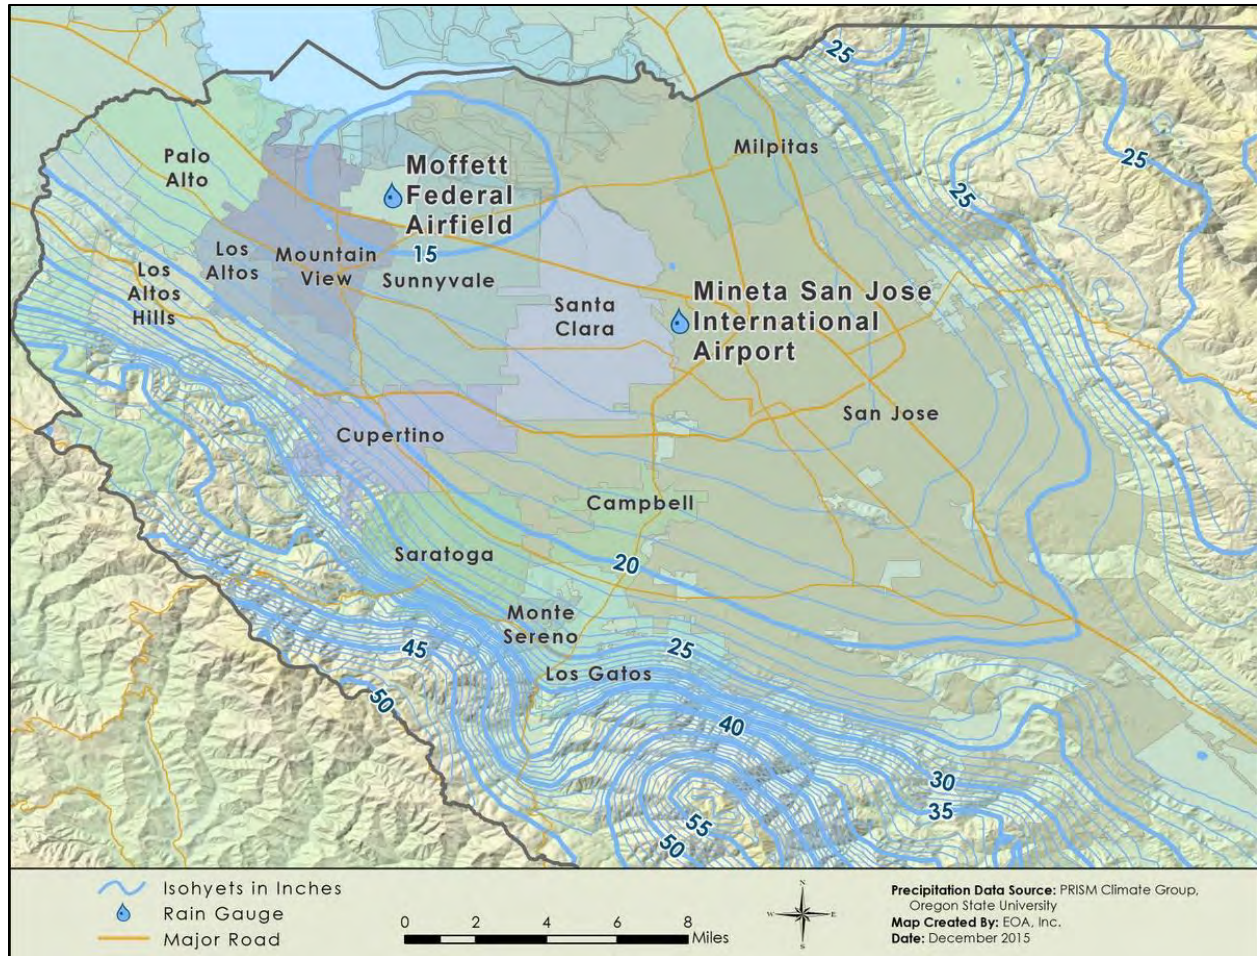 25
Milpitas
Palo
Alto
Moffett
Federal
Airfield
25
25
Los
Altos
Mountain
View
15
Sunnyvale
Los
Altos
Hills
Santa
Clara
Mineta San Jose
International
Airport
San Jose
Cupertino
Campbell
Saratoga
20
Monte
Sereno
25
45
Los Gatos
50
40
30
35
55
50
Isohyets in Inches
Rain Gauge
Major Road
0 2 4 6 8
Miles
N
W E
S
Precipitation Data Source: PRISM Climate Group,
Oregon State University
Map Created By: EOA, Inc.
Date: December 2015